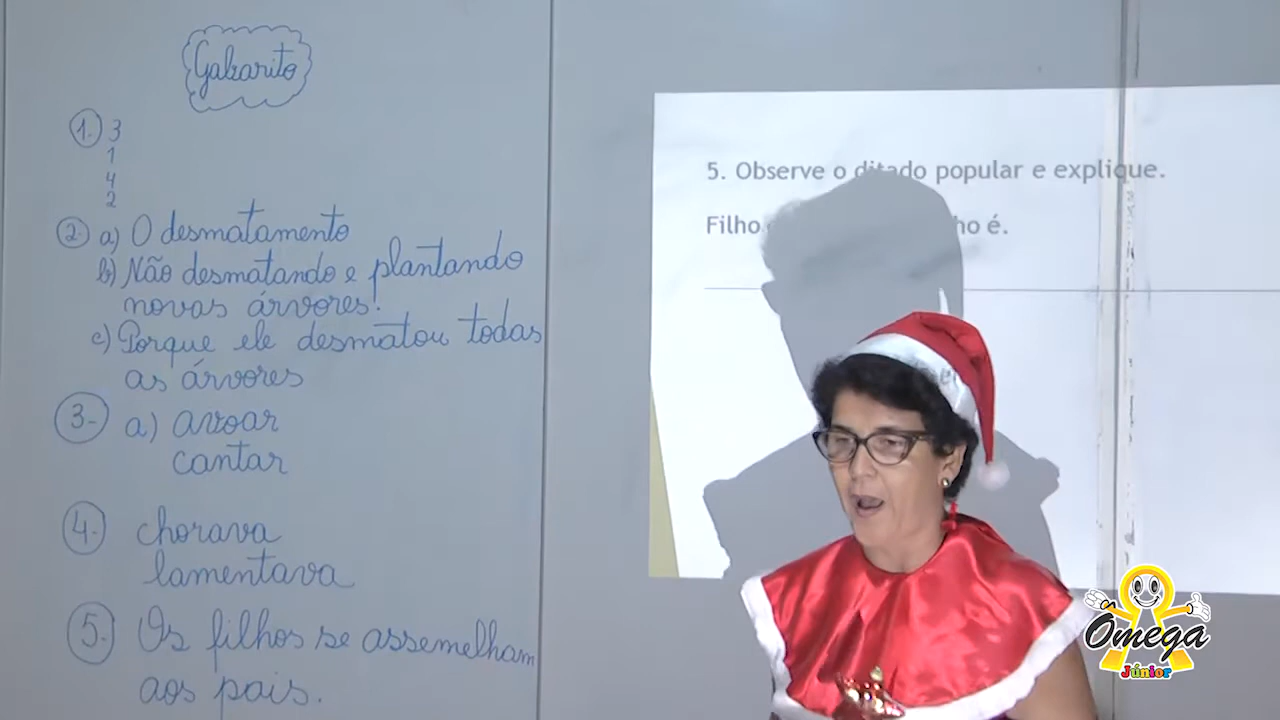 Gabarito
1. 3
1
4
2
2. a) O desmatamento
b) Não desmatando e plantando
novas árvores!
c) Porque ele desmatou todas
as árvores
3- a) avoar
cantar
4. chorava
lamentava
5. Os filhos se assemelham
aos pais.
5. Observe o ditado popular e explique.
Filho é.
Ômega
Júnior